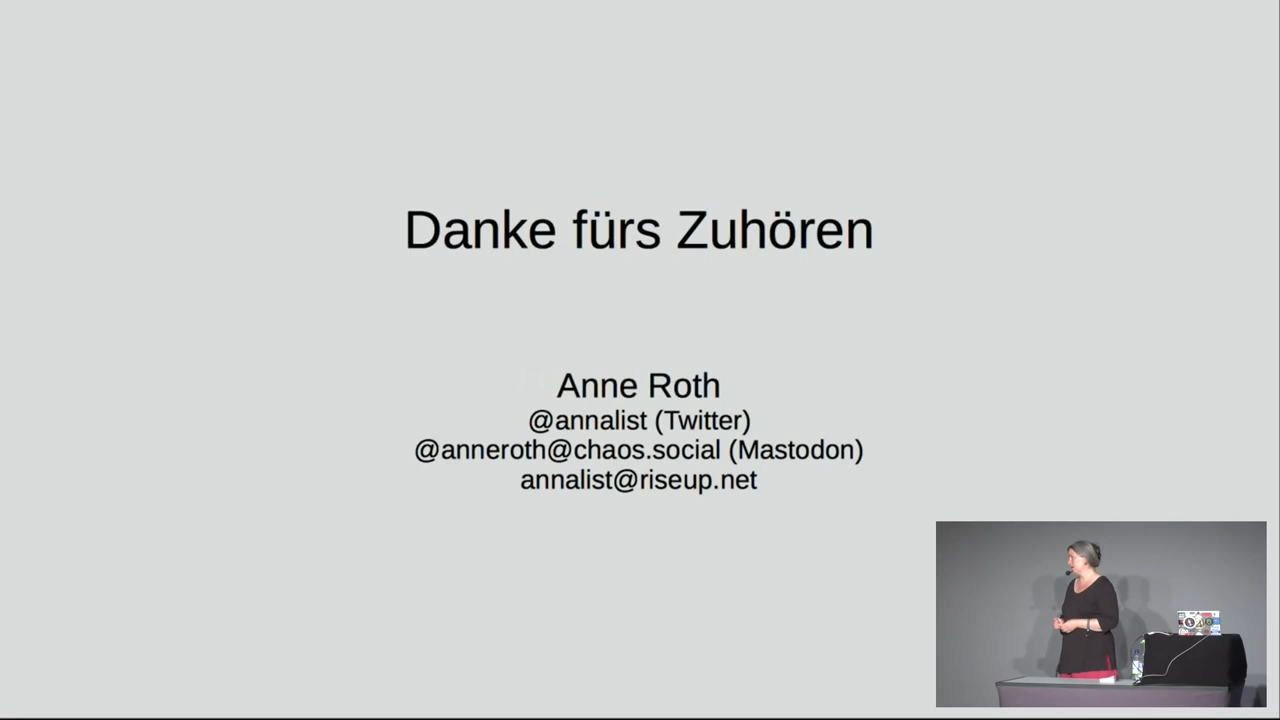 Danke fürs Zuhören
Anne Roth
@annalist (Twitter)
@anneroth@chaos.social (Mastodon)
annalist@riseup.net